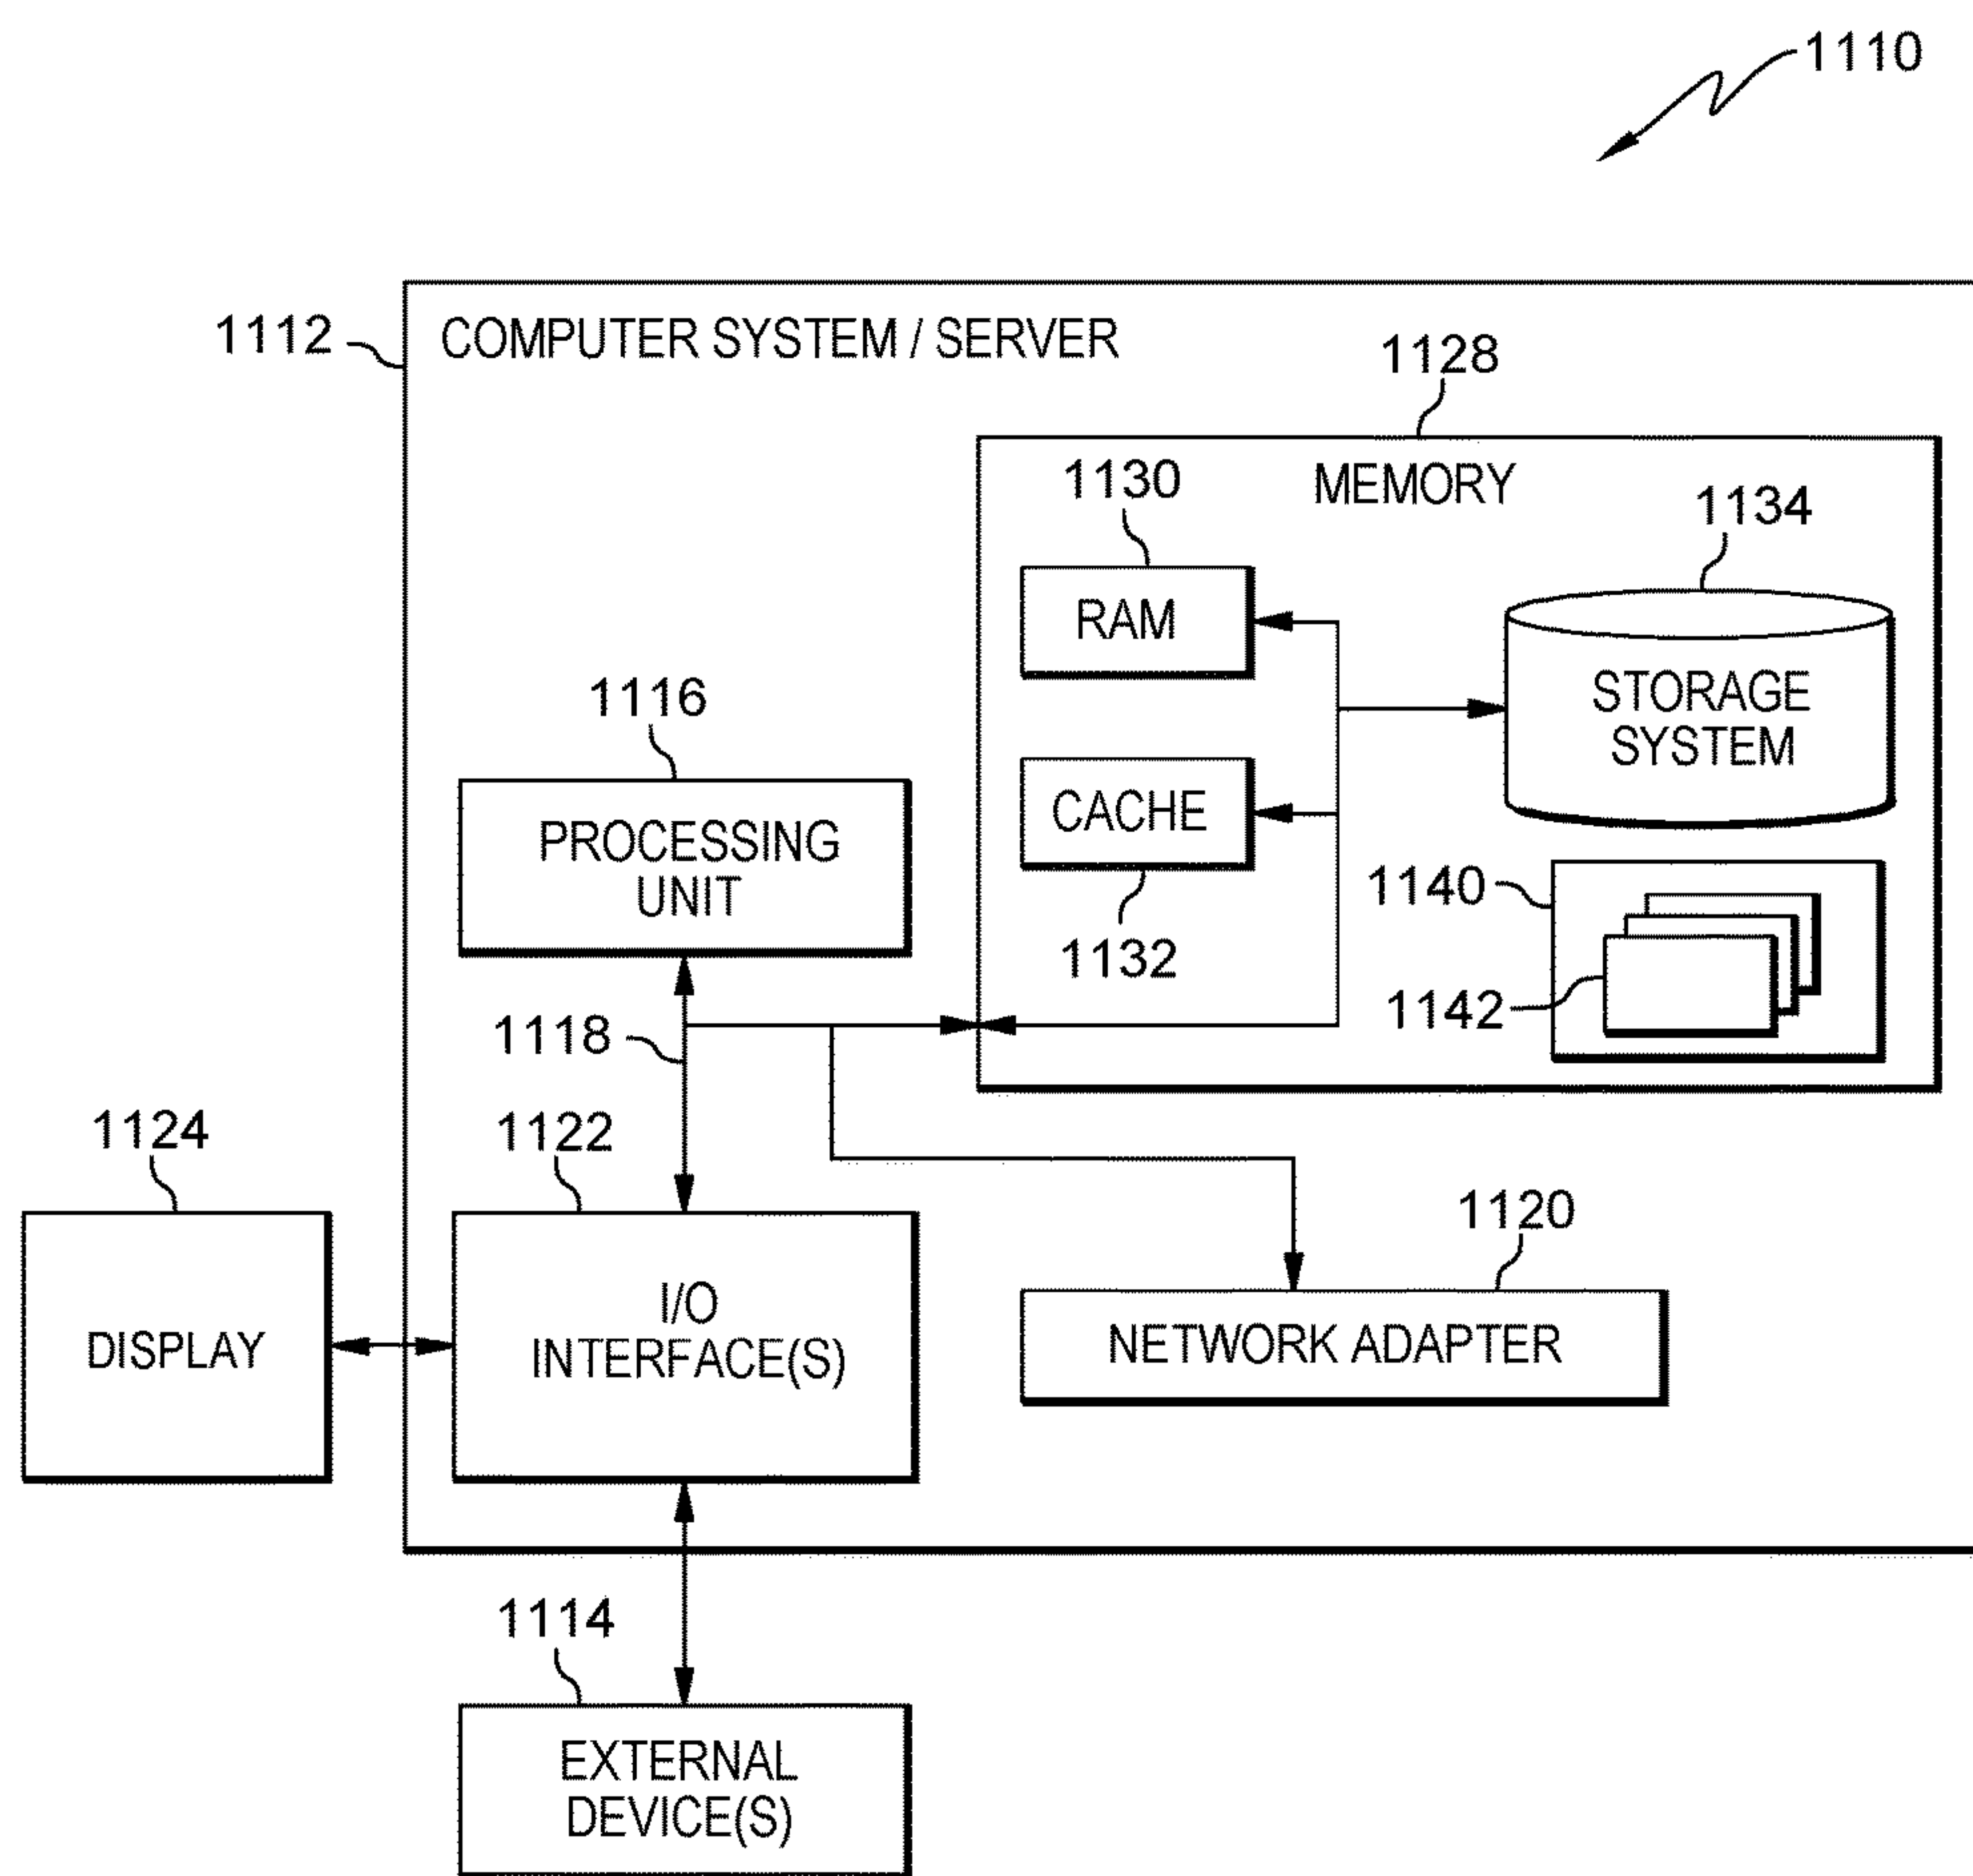 1110
1112
COMPUTER SYSTEM / SERVER
1128
MEMORY
1130
1134
RAM
STORAGE
SYSTEM
1116
CACHE
PROCESSING
UNIT
1140
1132
1142
1118
1124
1122
1120
I/O
INTERFACE(S)
DISPLAY
NETWORK ADAPTER
1114
EXTERNAL
DEVICE(S)